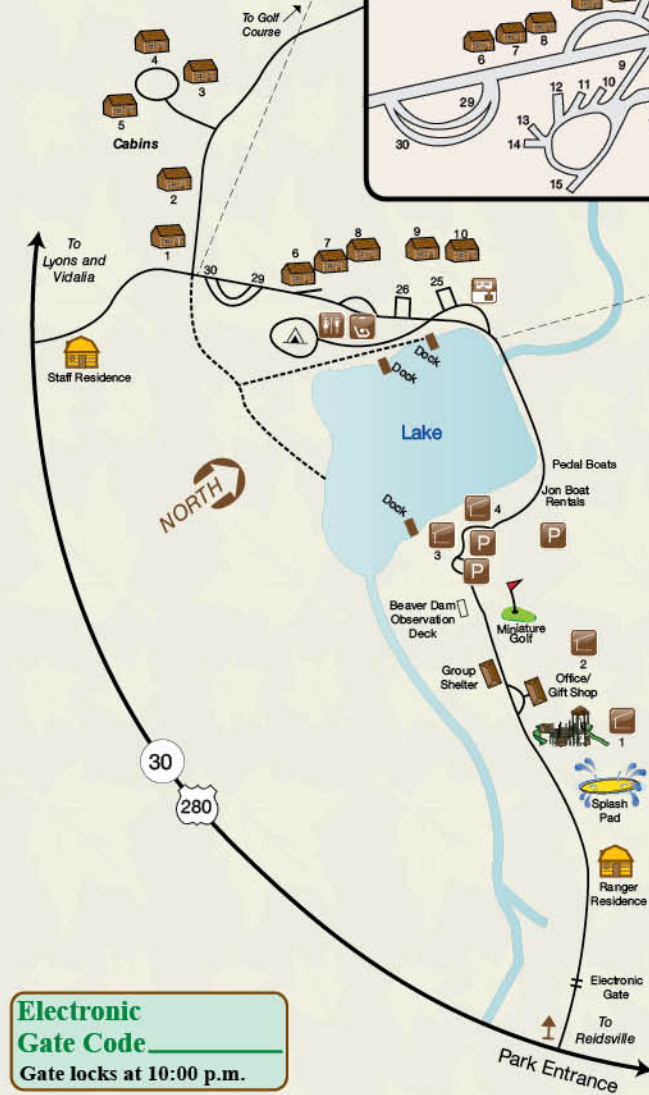 To Golf
Course
4
3
5
Cabins
2
1
6
7
8
9
29
30
12
11
10
13
14
15
To
Lyons and
Vidalia
30
29
6
7
8
9
10
26
25
Staff Residence
Dock
Dock
Lake
NORTH
Pedal Boats
Jon Boat
Rentals
Dock
4
3
P
P
P
Beaver Dam
Observation
Deck
Miniature
Golf
2
Group
Shelter
Office/
Gift Shop
1
Splash
Pad
30
280
Ranger
Residence
Electronic
Gate
To
Reidsville
Park Entrance
Electronic
Gate Code__________
Gate locks at 10:00 p.m.